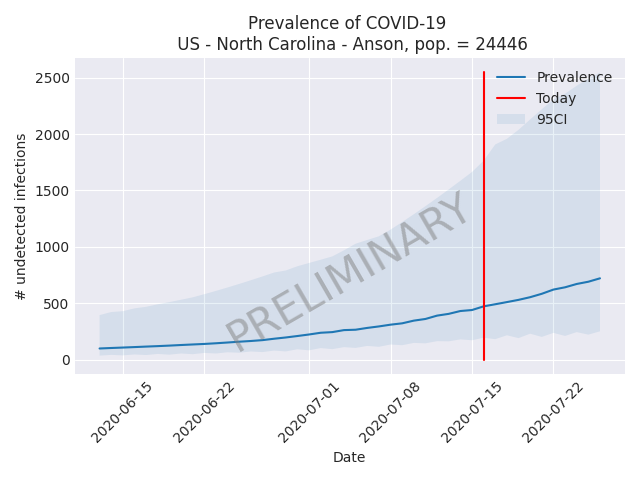 Prevalence of COVID-19
US - North Carolina - Anson, pop. = 24446
Prevalence
Today
95CI
2500
2000
1500
1000
500
0
# undetected infections
PRELIMINARY
2020-06-15
2020-06-22
2020-07-01
2020-07-08
2020-07-15
2020-07-22
Date